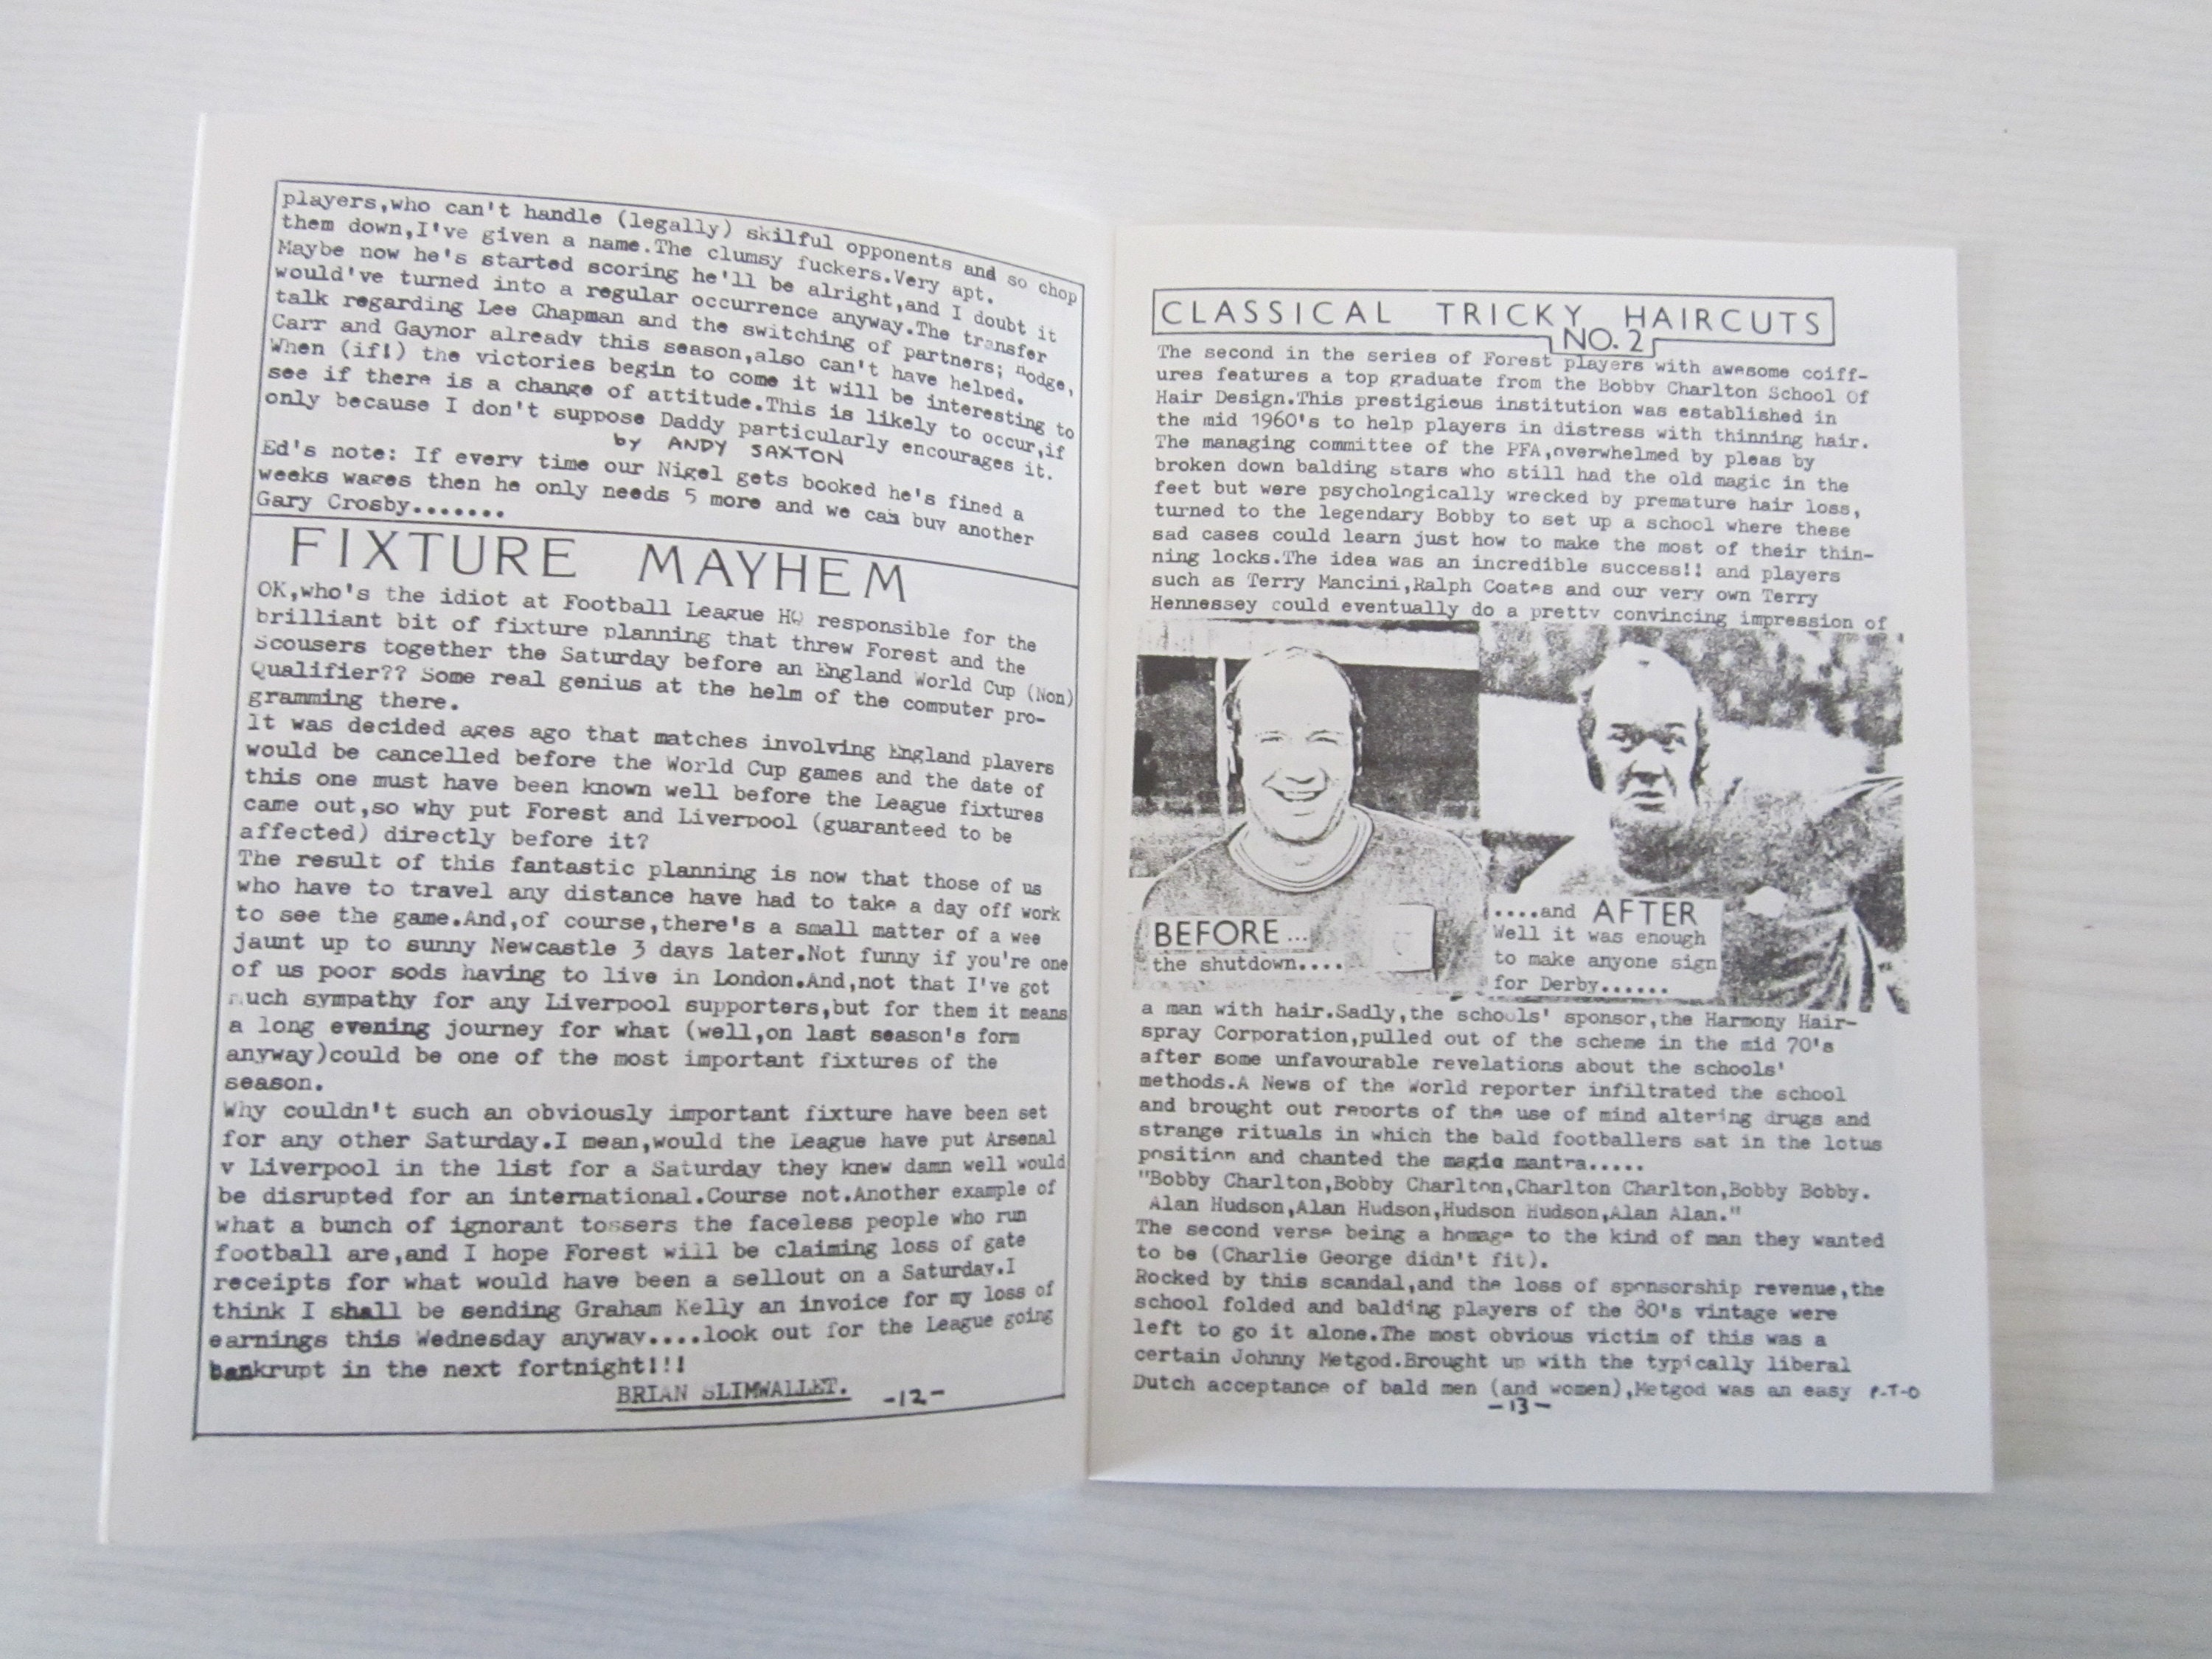 players,who can't handle (legally) skilful opponents and so chop
them down,I've given a name.The clumsy fuckers.Very apt.
Maybe now he's started scoring he'll be alright,and I doubt it
would've turned into a regular occurrence anyway.The transfer
talk regarding Lee Chapman and the switching of partners; Hodge,
Carr and Gaynor already this season,also can't have helped.
When (if!) the victories begin to come it will be interesting to
see if there is a change of attitude.This is likely to occur,if
only because I don't suppose Daddy particularly encourages it.
by ANDY SAXTON
Ed's note: If every time our Nigel gets booked he's fined a
weeks wages then he only needs 5 more and we can buy another
Gary Crosby.......
FIXTURE MAYHEM
OK,who's the idiot at Football League HQ responsible for the
brilliant bit of fixture planning that threw Forest and the
Scousers together the Saturday before an England World Cup (Non)
Qualifier?? Some real genius at the helm of the computer pro-
gramming there.
It was decided ages ago that matches involving England players
would be cancelled before the World Cup games and the date of
this one must have been known well before the League fixtures
came out,so why put Forest and Liverpool (guaranteed to be
affected) directly before it?
The result of this fantastic planning is now that those of us
who have to travel any distance have had to take a day off work
to see the game.And,of course,there's a small matter of a wee
jaunt up to sunny Newcastle 3 days later.Not funny if you're one
of us poor sods having to live in London.And,not that I've got
much sympathy for any Liverpool supporters,but for them it means
a long evening journey for what (well,on last season's form
anyway)could be one of the most important fixtures of the
season.
Why couldn't such an obviously important fixture have been set
for any other Saturday.I mean,would the League have put Arsenal
v Liverpool in the list for a Saturday they knew damn well would
be disrupted for an international.Course not.Another example of
what a bunch of ignorant tossers the faceless people who run
football are,and I hope Forest will be claiming loss of gate
receipts for what would have been a sellout on a Saturday.I
think I shall be sending Graham Kelly an invoice for my loss of
earnings this Wednesday anyway....look out for the League going
bankrupt in the next fortnight!!!
BRIAN SLIMWALLET.
-12-
CLASSICAL TRICKY HAIRCUTS
NO.2
The second in the series of Forest players with awesome coiff-
ures features a top graduate from the Bobby Charlton School Of
Hair Design.This prestigious institution was established in
the mid 1960's to help players in distress with thinning hair.
The managing committee of the PFA,overwhelmed by pleas by
broken down balding stars who still had the old magic in the
feet but were psychologically wrecked by premature hair loss,
turned to the legendary Bobby to set up a school where these
sad cases could learn just how to make the most of their thin-
ning locks.The idea was an incredible success!! and players
such as Terry Mancini,Ralph Coates and our very own Terry
Hennessey could eventually do a pretty convincing impression of
BEFORE...
the shutdown....
....and AFTER
Well it was enough
to make anyone sign
for Derby......
a man with hair.Sadly,the schools' sponsor,the Harmony Hair-
spray Corporation,pulled out of the scheme in the mid 70's
after some unfavourable revelations about the schools'
methods.A News of the World reporter infiltrated the school
and brought out reports of the use of mind altering drugs and
strange rituals in which the bald footballers sat in the lotus
position and chanted the magic mantra.....
"Bobby Charlton,Bobby Charlton,Charlton Charlton,Bobby Bobby.
Alan Hudson,Alan Hudson,Hudson Hudson,Alan Alan."
The second verse being a homage to the kind of man they wanted
to be (Charlie George didn't fit).
Rocked by this scandal,and the loss of sponsorship revenue,the
school folded and balding players of the 80's vintage were
left to go it alone.The most obvious victim of this was a
certain Johnny Metgod.Brought up with the typically liberal
Dutch acceptance of bald men (and women),Metgod was an easy P.T.O
-13-